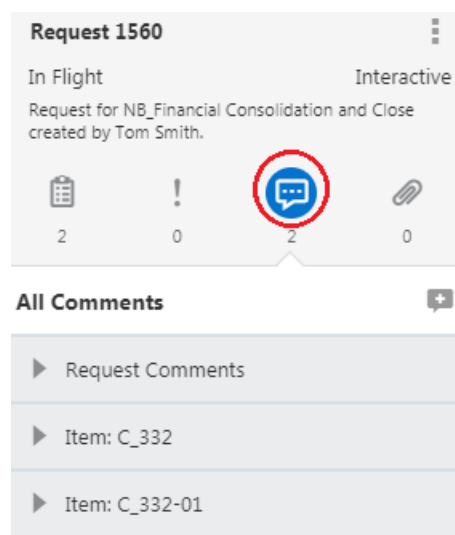 Request 1560
In Flight Interactive
Request for NB_Financial Consolidation and Close
created by Tom Smith.
2 0 2 0
All Comments
Request Comments
Item: C_332
Item: C_332-01